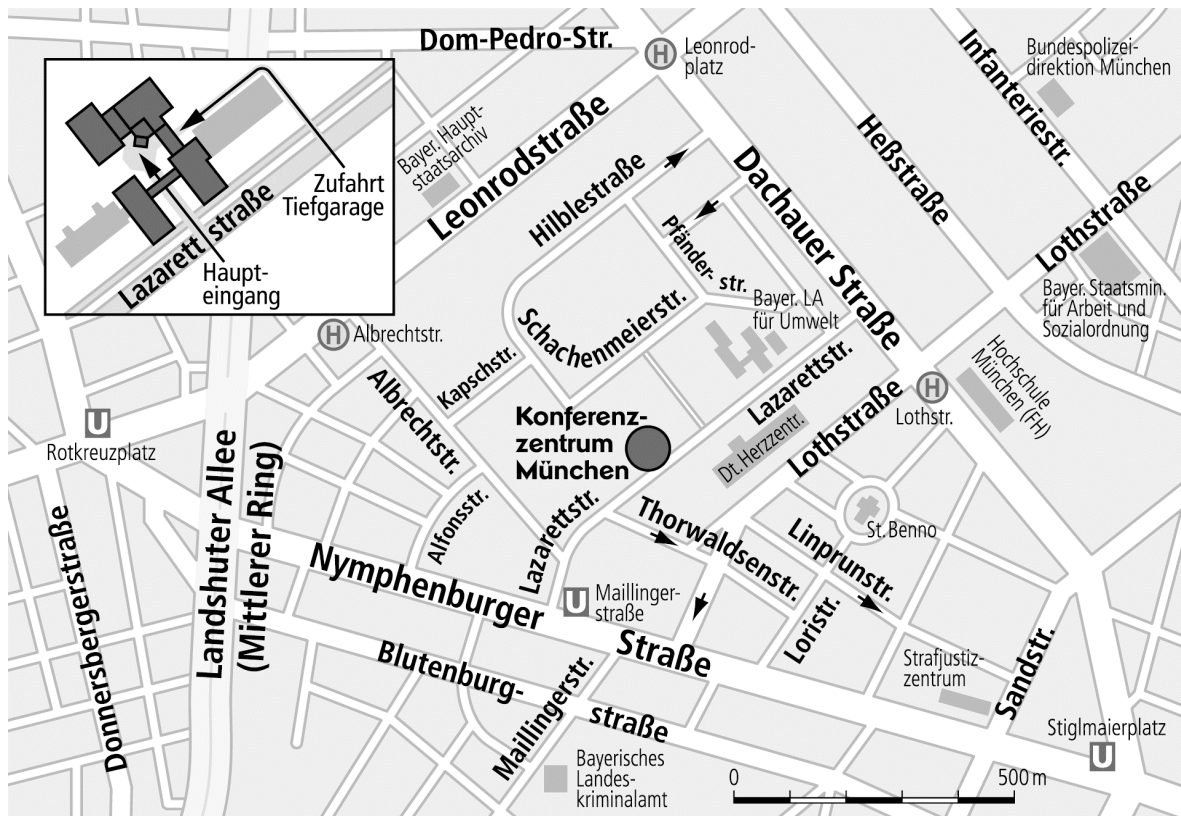 Dom-Pedro-Str.
H
Leonrod-
platz
Infanteriestr.
Bundespolizei-
direktion München
Zufahrt
Tiefgarage
Lazarett straße
Haupt-
eingang
Bayer. Haupt-
staatsarchiv
Leonrodstraße
Hilblestraße
Dachauer Straße
Heßstraße
Lothstraße
Pfänder-
str.
Schachenmeierstr.
Bayer. LA
für Umwelt
Bayer. Staatsmin.
für Arbeit und
Sozialordnung
H
Albrechtstr.
Kapschstr.
Albrechtstr.
Lazarettstr.
Hochschule
München (FH)
H
Lothstr.
U
Rotkreuzplatz
Konferenz-
zentrum
München
Dt. Herzzentr.
Lothstraße
Landshuter Allee
(Mittlerer Ring)
Donnersbergerstraße
Alfonsstr.
Lazarettstr.
Thorwaldsenstr.
Linprunstr.
St. Benno
Nymphenburger
Straße
U
Maillinger-
straße
Loristr.
Blutenburg-
straße
Maillingerstr.
Strafjustiz-
zentrum
Sandstr.
Stiglmaierplatz
U
Bayerisches
Landes-
kriminalamt
0
500 m